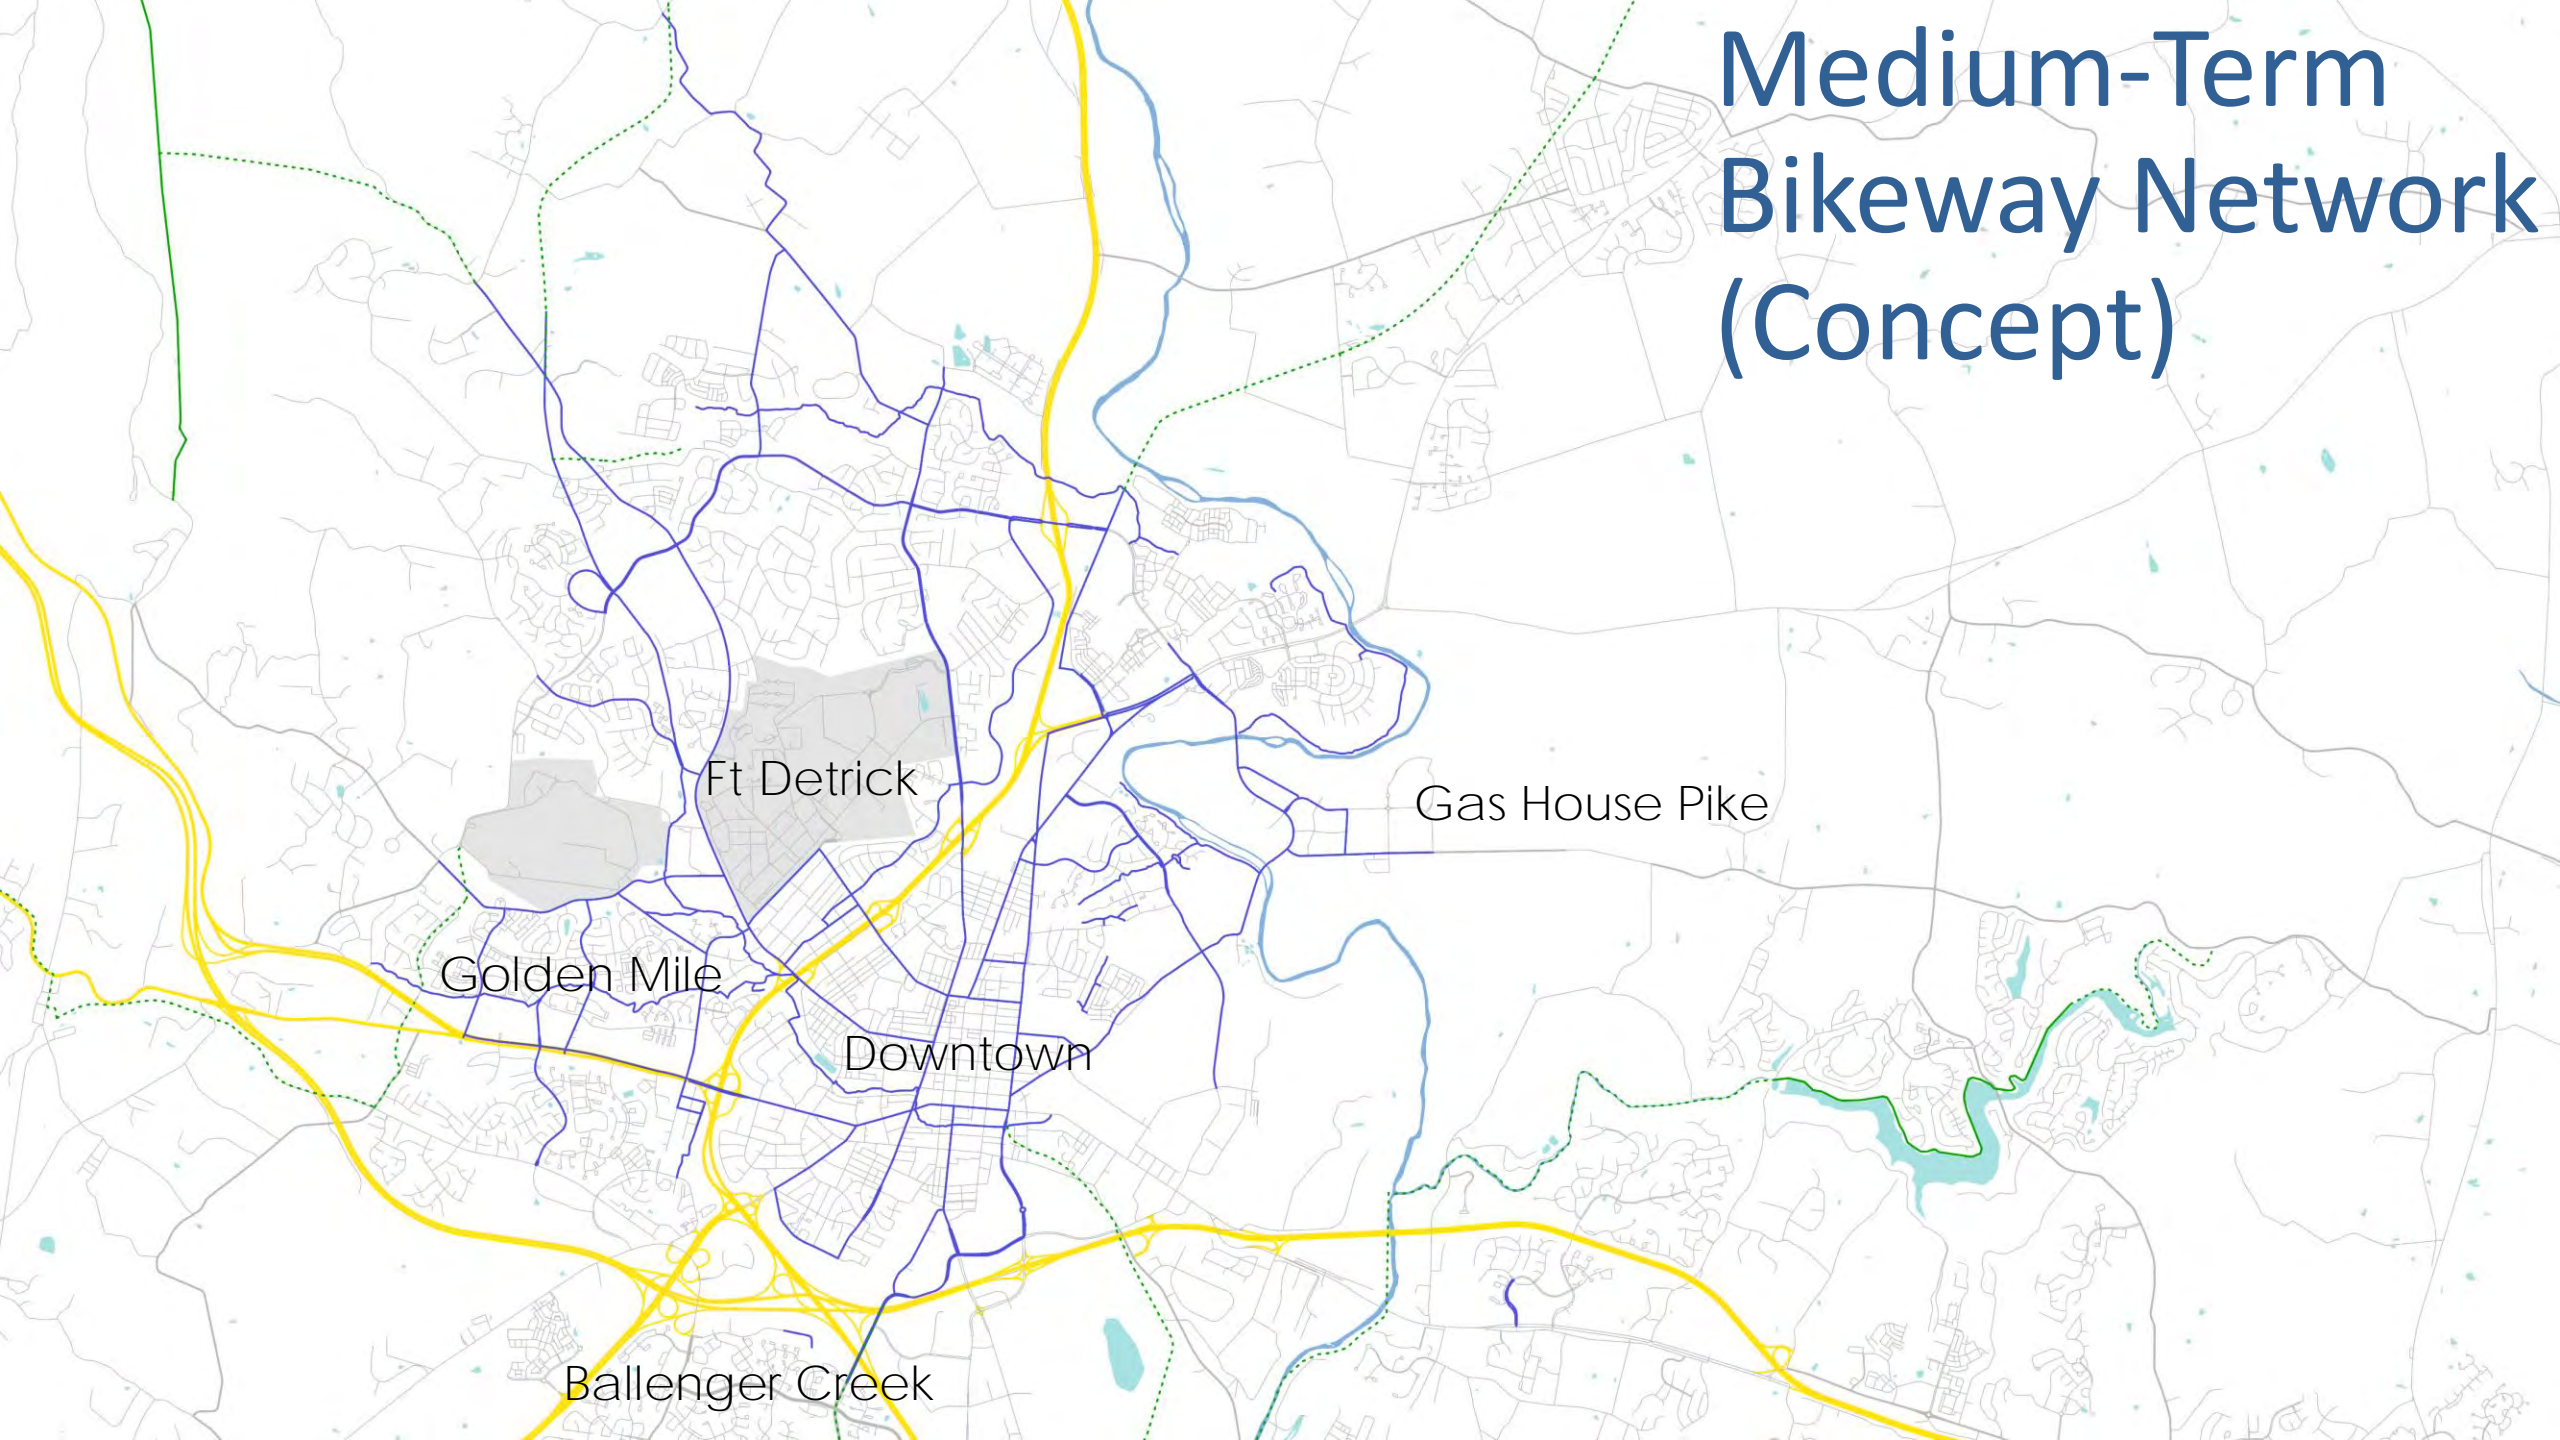 Medium-Term
Bikeway Network
(Concept)
Ft Detrick
Gas House Pike
Golden Mile
Downtown
Ballenger Creek